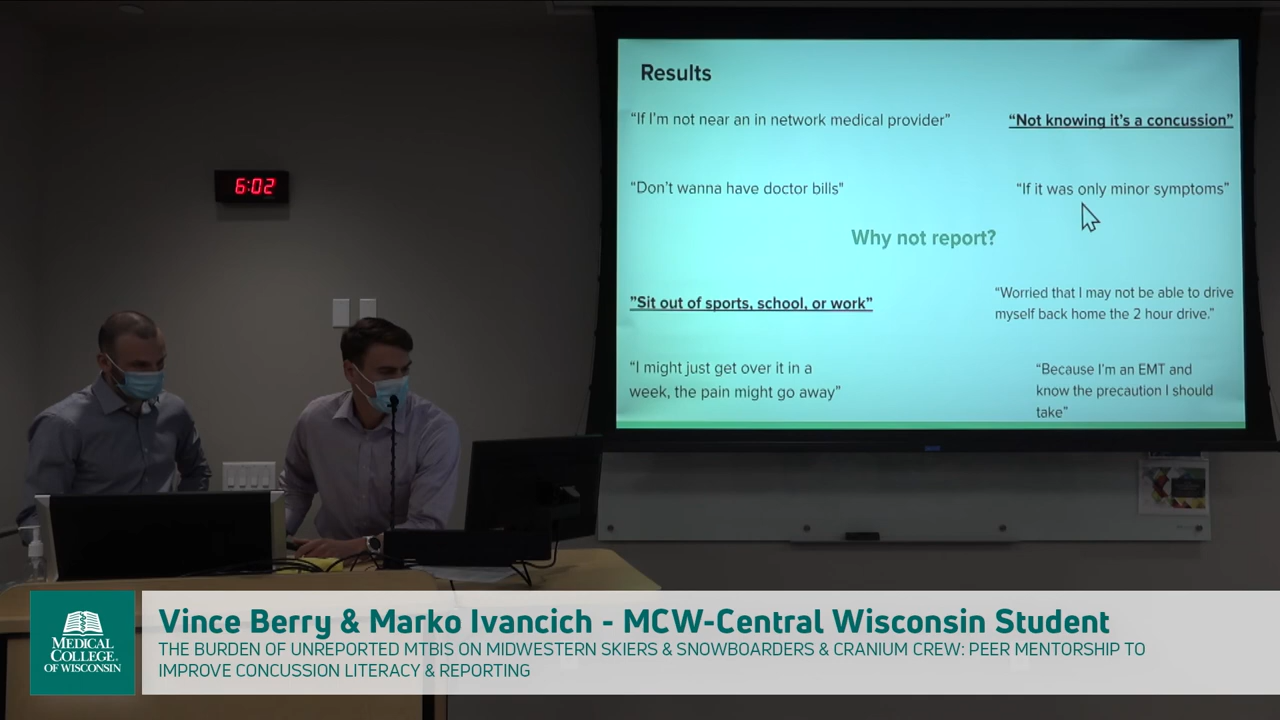 Results
“If I’m not near an in network medical provider”
“Not knowing it’s a concussion”
“Don’t wanna have doctor bills"
“If it was only minor symptoms”
Why not report?
”Sit out of sports, school, or work”
“Worried that I may not be able to drive
myself back home the 2 hour drive.”
“I might just get over it in a
week, the pain might go away”
“Because I’m an EMT and
know the precaution I should
take”
6:02
MEDICAL
COLLEGE
OF WISCONSIN
Vince Berry & Marko Ivancich - MCW-Central Wisconsin Student
THE BURDEN OF UNREPORTED MTBIS ON MIDWESTERN SKIERS & SNOWBOARDERS & CRANIUM CREW: PEER MENTORSHIP TO
IMPROVE CONCUSSION LITERACY & REPORTING